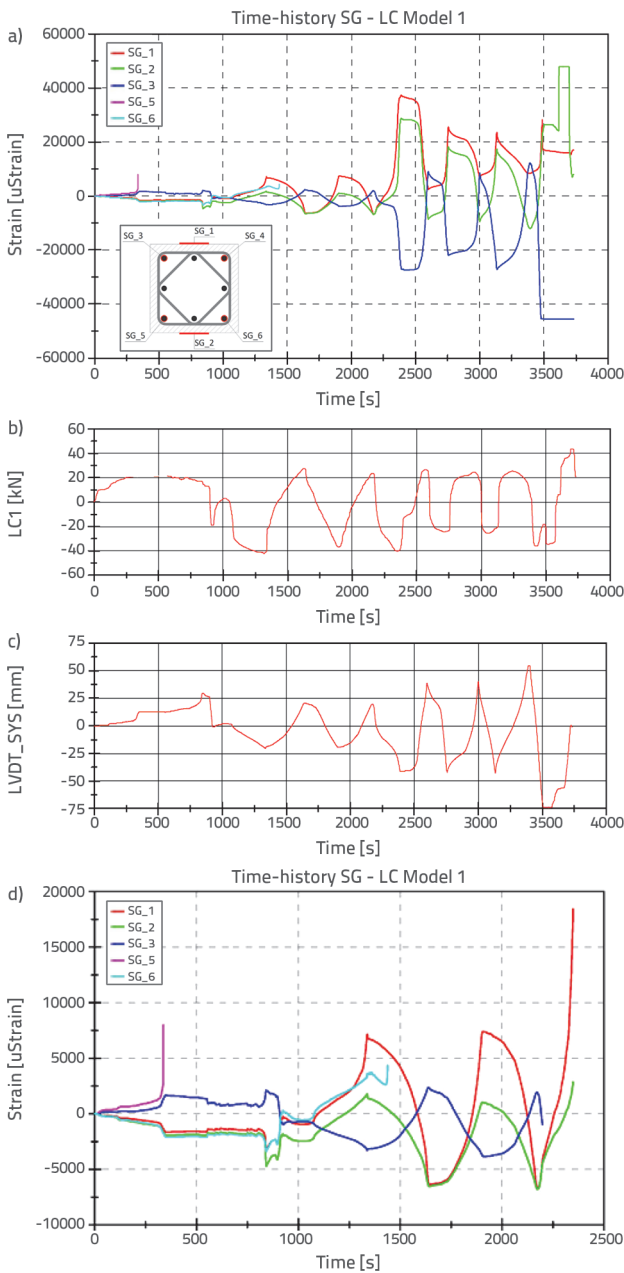 a)
Time-history SG - LC Model 1
60000
40000
20000
0
-20000
-40000
-60000
Strain [uStrain]
SG_1
SG_2
SG_3
SG_5
SG_6
SG_3
SG_1
SG_4
SG_5
SG_2
SG_6
0 500 1000 1500 2000 2500 3000 3500 4000
Time [s]
b)
60
40
20
0
-20
-40
-60
LC1 [kN]
0 500 1000 1500 2000 2500 3000 3500 4000
Time [s]
c)
75
50
25
0
-25
-50
-75
LVDT_SYS [mm]
0 500 1000 1500 2000 2500 3000 3500 4000
Time [s]
d)
Time-history SG - LC Model 1
20000
15000
10000
5000
0
-5000
-10000
Strain [uStrain]
SG_1
SG_2
SG_3
SG_5
SG_6
0 500 1000 1500 2000 2500
Time [s]